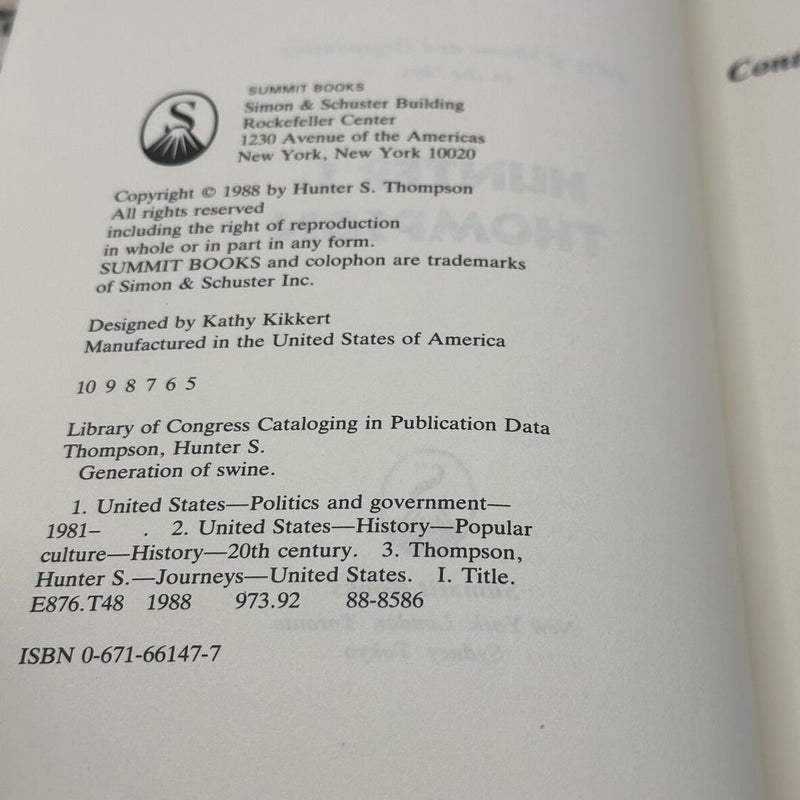 Cont
S
SUMMIT BOOKS
Simon & Schuster Building
Rockefeller Center
1230 Avenue of the Americas
New York, New York 10020
Copyright © 1988 by Hunter S. Thompson
All rights reserved
including the right of reproduction
in whole or in part in any form.
SUMMIT BOOKS and colophon are trademarks
of Simon & Schuster Inc.
Designed by Kathy Kikkert
Manufactured in the United States of America
10 9 8 7 6 5
Library of Congress Cataloging in Publication Data
Thompson, Hunter S.
Generation of swine.
1. United States—Politics and government—
1981– . 2. United States—History—Popular
culture—History—20th century. 3. Thompson,
Hunter S.—Journeys—United States. I. Title.
E876.T48 1988 973.92 88-8586
ISBN 0-671-66147-7